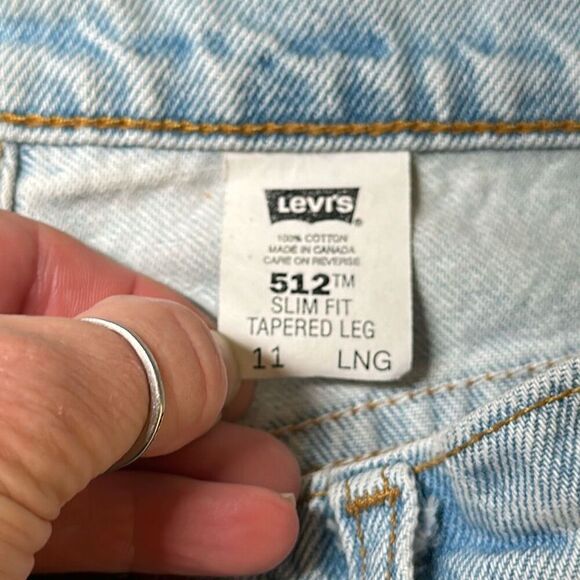 Levi's
100% COTTON
MADE IN CANADA
CARE ON REVERSE
512™
SLIM FIT
TAPERED LEG
11 LNG